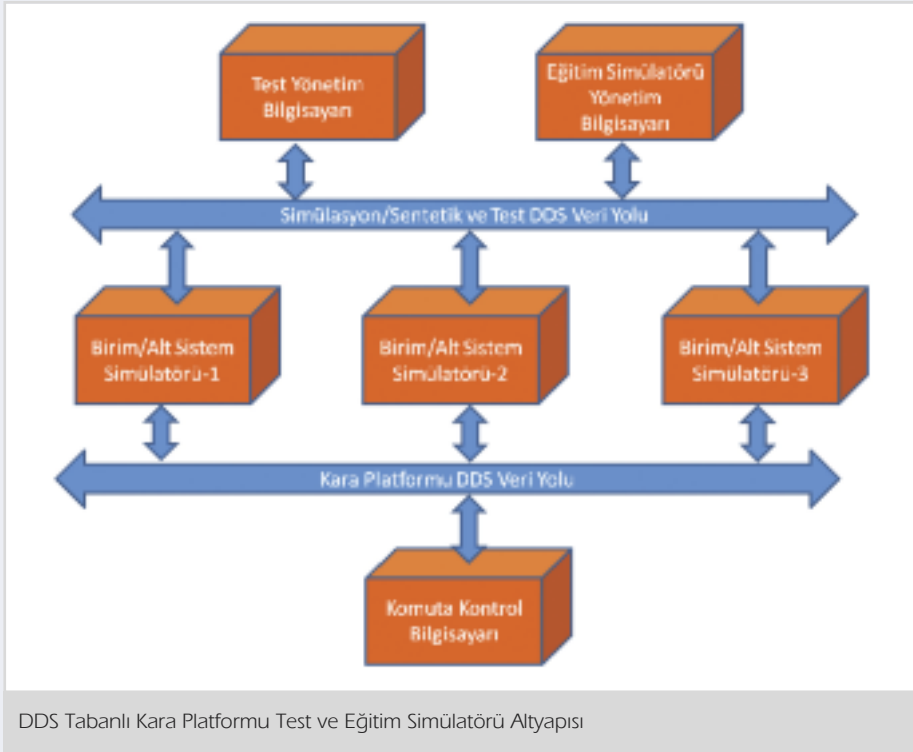 Test Yönetim
Bilgisayarı
Eğitim Simülatörü
Yönetim
Bilgisayarı
Simülasyon/Sentetik ve Test DDS Veri Yolu
Birim/Alt Sistem
Simülatörü-1
Birim/Alt Sistem
Simülatörü-2
Birim/Alt Sistem
Simülatörü-3
Kara Platformu DDS Veri Yolu
Komuta Kontrol
Bilgisayarı
DDS Tabanlı Kara Platformu Test ve Eğitim Simülatörü Altyapısı